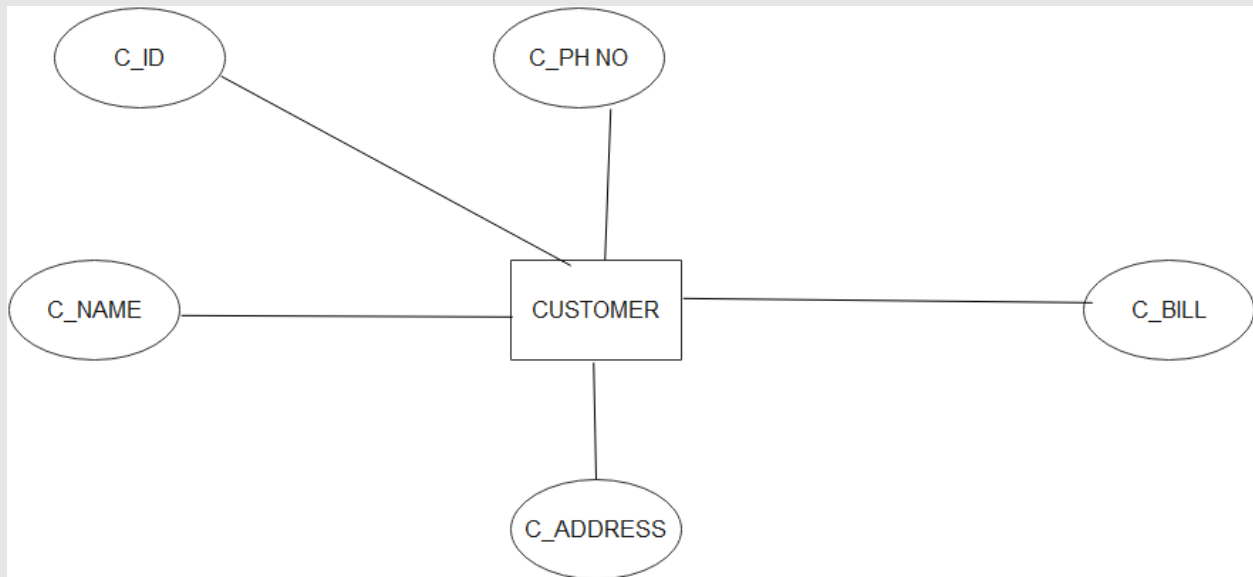 C_ID
C_PH NO
C_NAME
CUSTOMER
C_BILL
C_ADDRESS